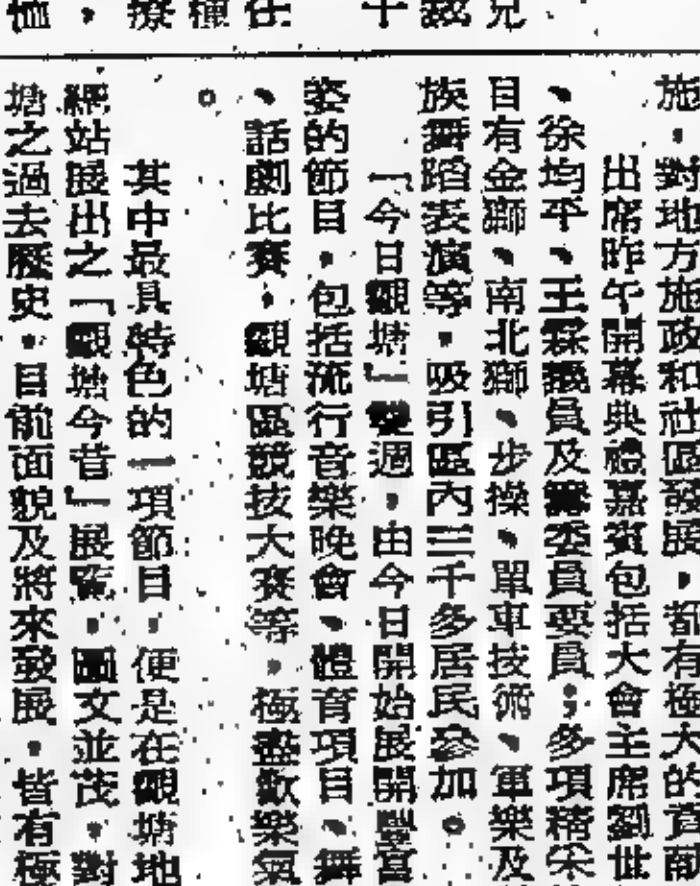 施，對地方施政和社區發展，都有極大的貢獻
出席昨午開幕典禮嘉賓包括大會主席劉世
、徐均平、王霖議員及籌委員要員；多項精采
目有金獅、南北獅、步操、單車技術、軍樂及
族舞蹈表演等，吸引區內三千多居民參加。
「今日觀塘」雙週，由今日開始展開豐富
姿的節目，包括流行音樂晚會、體育項目、舞
、話劇比賽，觀塘區競技大賽等，極盡歡樂氣
。
其中最具特色的一項節目，便是在觀塘地
網站展出之「觀塘今昔」展覽，圖文並茂，對
塘之過去歷史，目前面貌及將來發展，皆有極